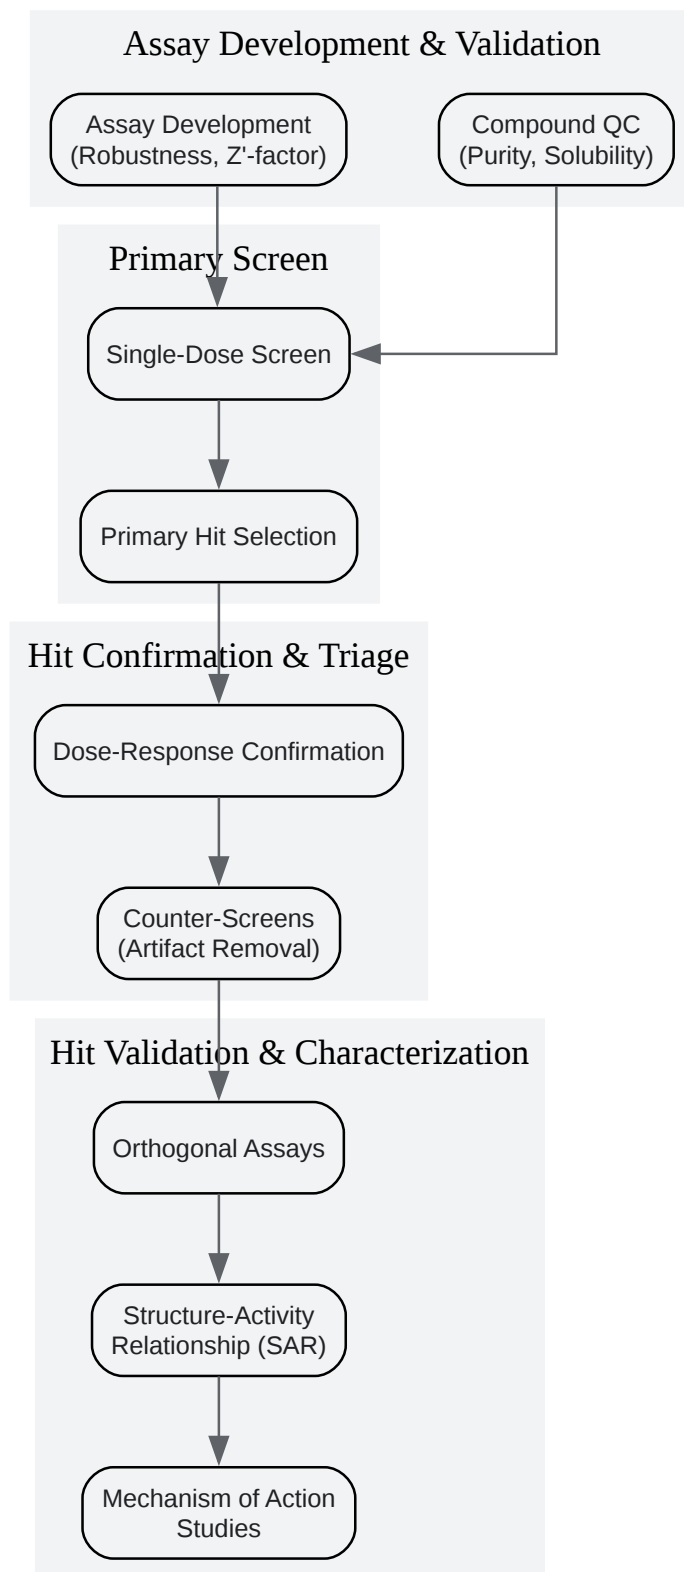 Assay Development & Validation
Assay Development
(Robustness, Z'-factor)
Compound QC
(Purity, Solubility)
Primary Screen
Single-Dose Screen
Primary Hit Selection
Hit Confirmation & Triage
Dose-Response Confirmation
Counter-Screens
(Artifact Removal)
Hit Validation & Characterization
Orthogonal Assays
Structure-Activity
Relationship (SAR)
Mechanism of Action
Studies